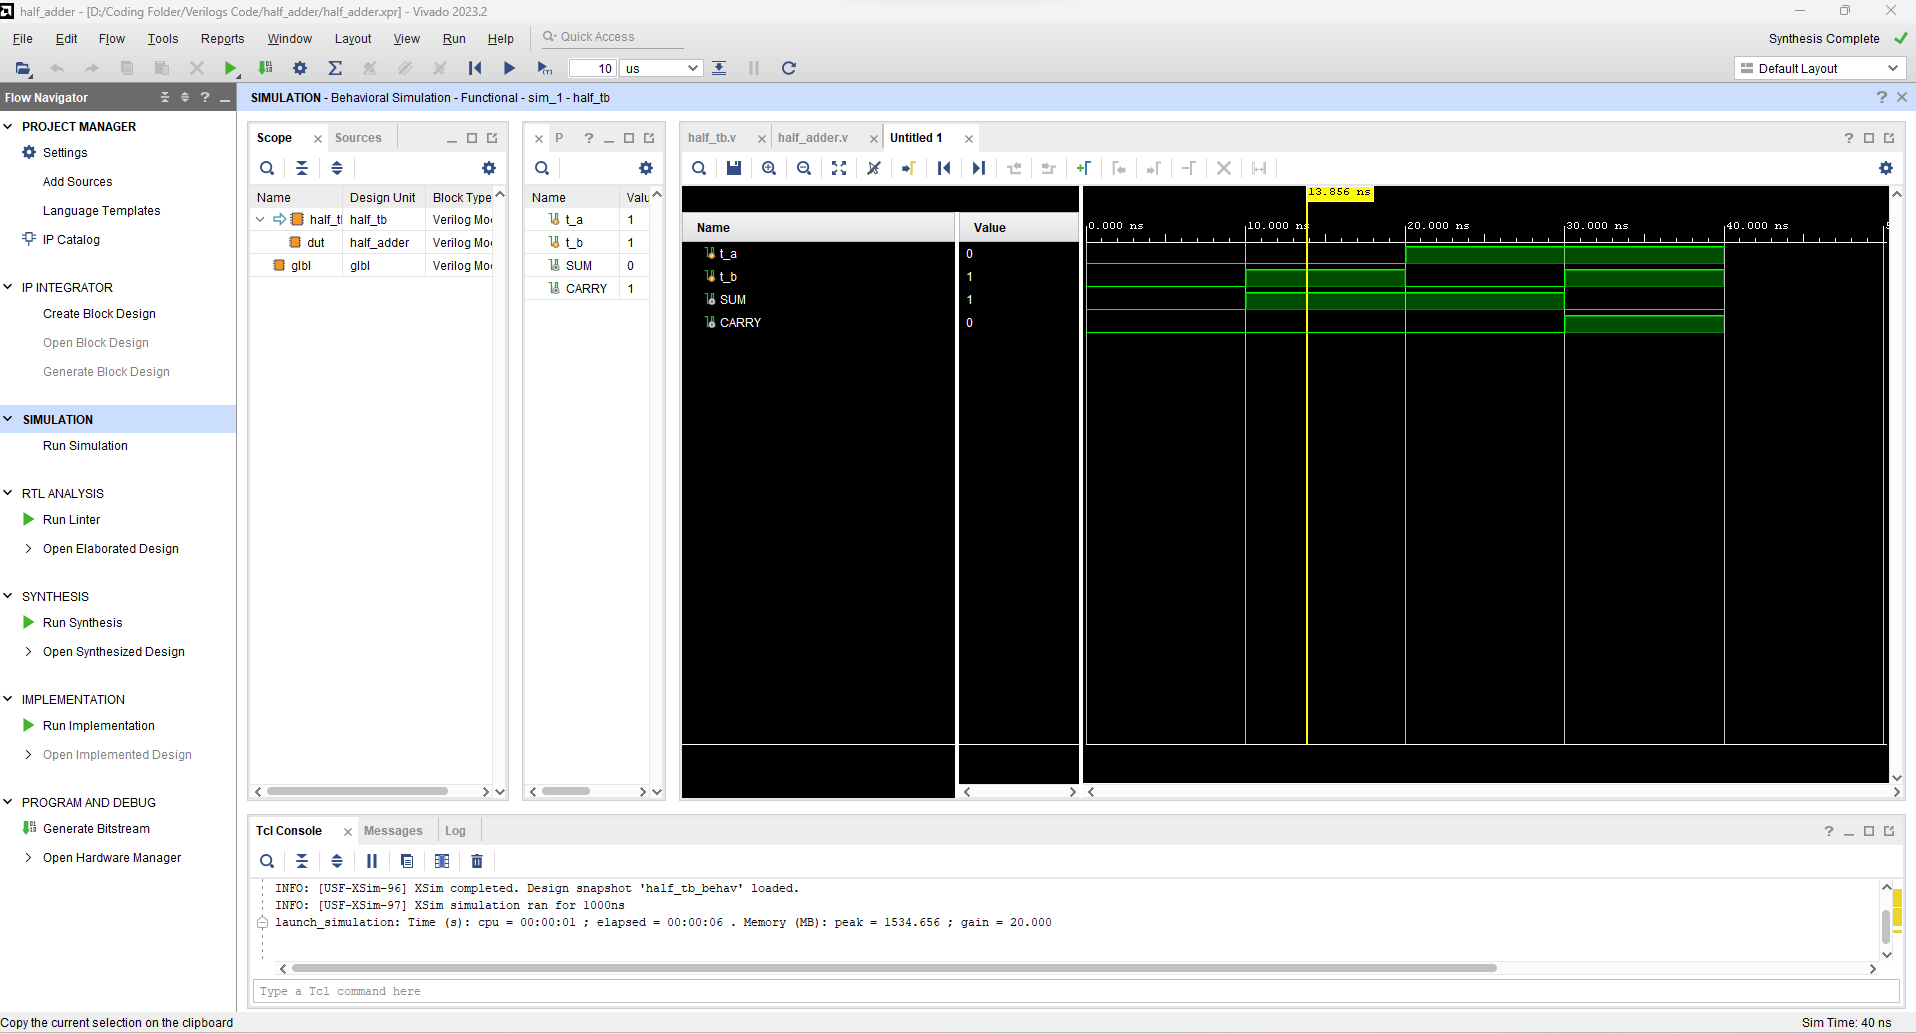 half_adder - [D:/Coding Folder/Verilogs Code/half_adder/half_adder.xpr] - Vivado 2023.2
File Edit Flow Tools Reports Window Layout View Run Help Quick Access
Synthesis Complete
10 us
Default Layout
Flow Navigator
SIMULATION - Behavioral Simulation - Functional - sim_1 - half_tb
PROJECT MANAGER
Settings
Add Sources
Language Templates
IP Catalog
IP INTEGRATOR
Create Block Design
Open Block Design
Generate Block Design
SIMULATION
Run Simulation
RTL ANALYSIS
Run Linter
Open Elaborated Design
SYNTHESIS
Run Synthesis
Open Synthesized Design
IMPLEMENTATION
Run Implementation
Open Implemented Design
PROGRAM AND DEBUG
Generate Bitstream
Open Hardware Manager
Scope Sources
Name Design Unit Block Type
half_t half_tb Verilog Mo
dut half_adder Verilog Mo
glbl glbl Verilog Mo
P
Name Valu
t_a 1
t_b 1
SUM 0
CARRY 1
half_tb.v half_adder.v Untitled 1
13.856 ns
Name Value
0.000 ns 10.000 ns 20.000 ns 30.000 ns 40.000 ns
t_a 0
t_b 1
SUM 1
CARRY 0
Tcl Console Messages Log
INFO: [USF-XSim-96] XSim completed. Design snapshot 'half_tb_behav' loaded.
INFO: [USF-XSim-97] XSim simulation ran for 1000ns
launch_simulation: Time (s): cpu = 00:00:01 ; elapsed = 00:00:06 . Memory (MB): peak = 1534.656 ; gain = 20.000
Type a Tcl command here
Copy the current selection on the clipboard
Sim Time: 40 ns